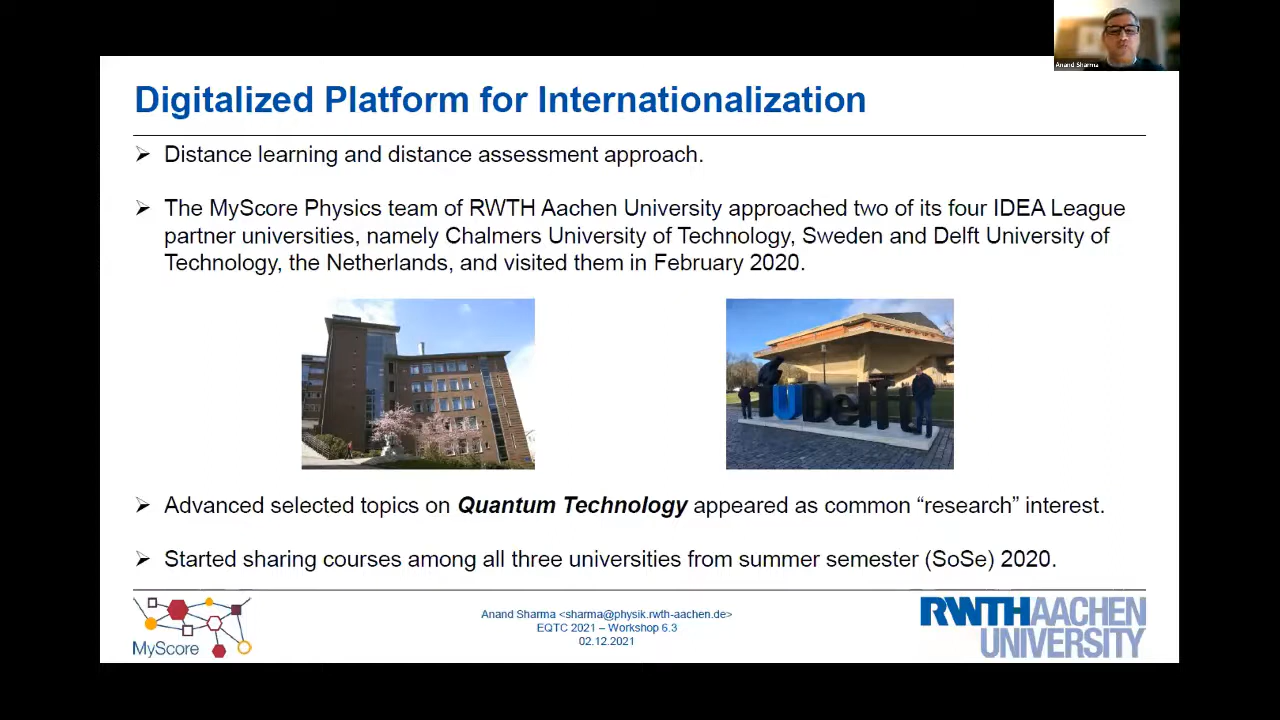 Anand Sharma
Digitalized Platform for Internationalization
Distance learning and distance assessment approach.
The MyScore Physics team of RWTH Aachen University approached two of its four IDEA League
partner universities, namely Chalmers University of Technology, Sweden and Delft University of
Technology, the Netherlands, and visited them in February 2020.
TUDelft
Advanced selected topics on Quantum Technology appeared as common “research” interest.
Started sharing courses among all three universities from summer semester (SoSe) 2020.
MyScore
Anand Sharma <sharma@physik.rwth-aachen.de>
EQTC 2021 – Workshop 6.3
02.12.2021
RWTHAACHEN
UNIVERSITY